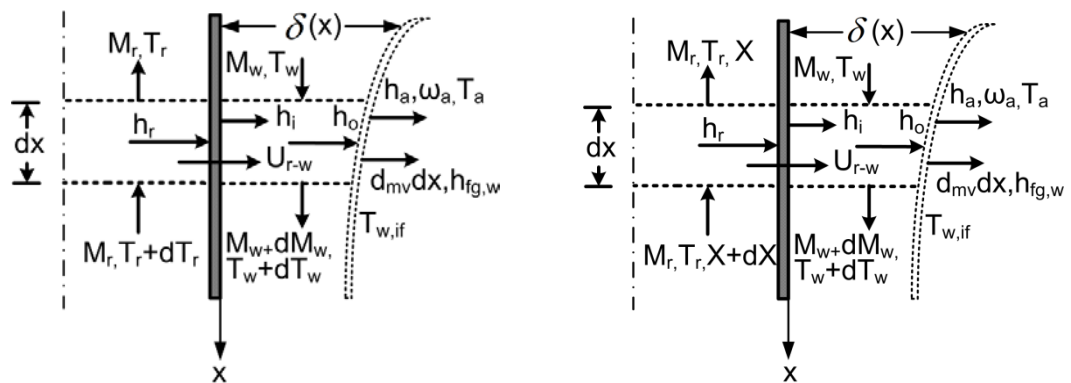 δ(x)
M_r,T_r
M_w,T_w
h_a,ω_a,T_a
h_i
h_o
dx
h_r
U_r-w
d_mv dx,h_fg,w
T_w,if
M_r,T_r+dT_r
M_w+dM_w,
T_w+dT_w
x
δ(x)
M_r,T_r, X
M_w,T_w
h_a,ω_a,T_a
h_i
h_o
dx
h_r
U_r-w
d_mv dx,h_fg,w
T_w,if
M_r,T_r,X+dX
M_w+dM_w,
T_w+dT_w
x